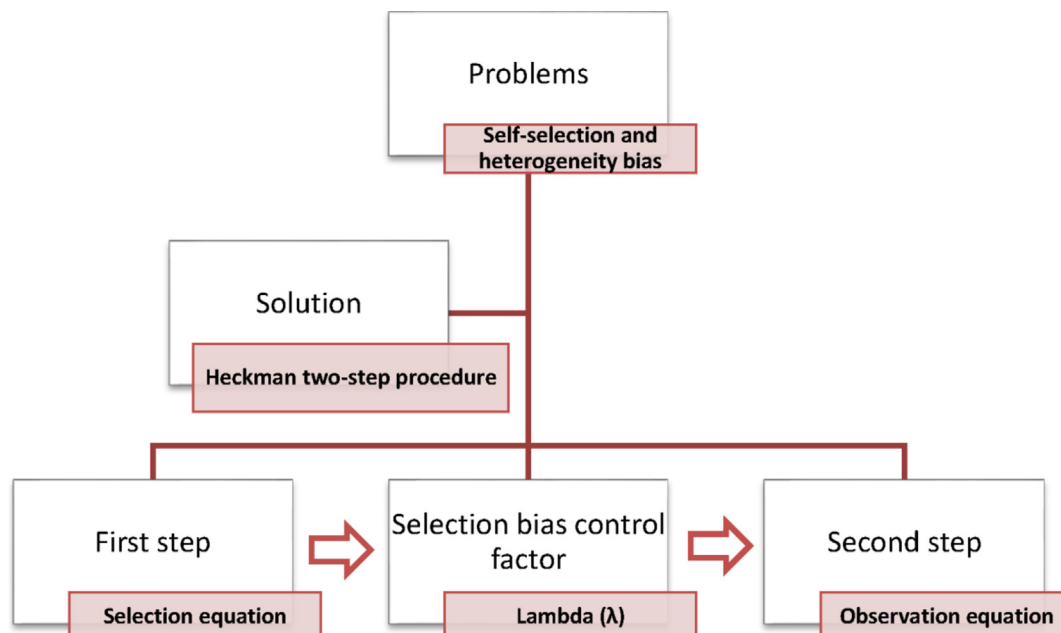 Problems
Self-selection and
heterogeneity bias
Solution
Heckman two-step procedure
First step
Selection equation
Selection bias control
factor
Lambda (λ)
Second step
Observation equation